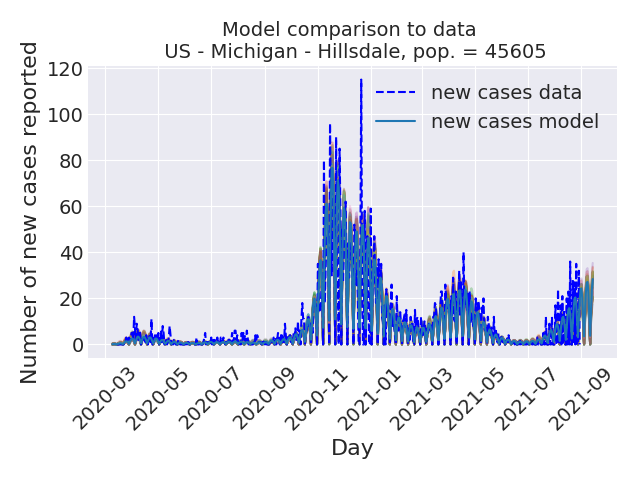 Model comparison to data
US - Michigan - Hillsdale, pop. = 45605
Number of new cases reported
120
100
80
60
40
20
0
new cases data
new cases model
2020-03
2020-05
2020-07
2020-09
2020-11
2021-01
2021-03
2021-05
2021-07
2021-09
Day